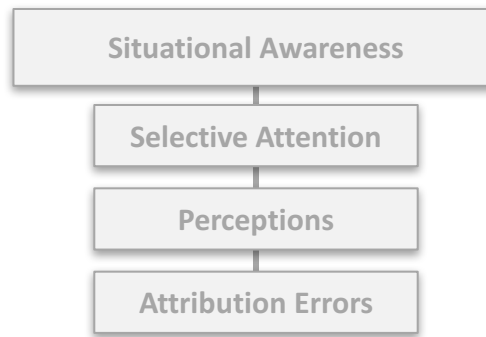 Situational Awareness
Selective Attention
Perceptions
Attribution Errors